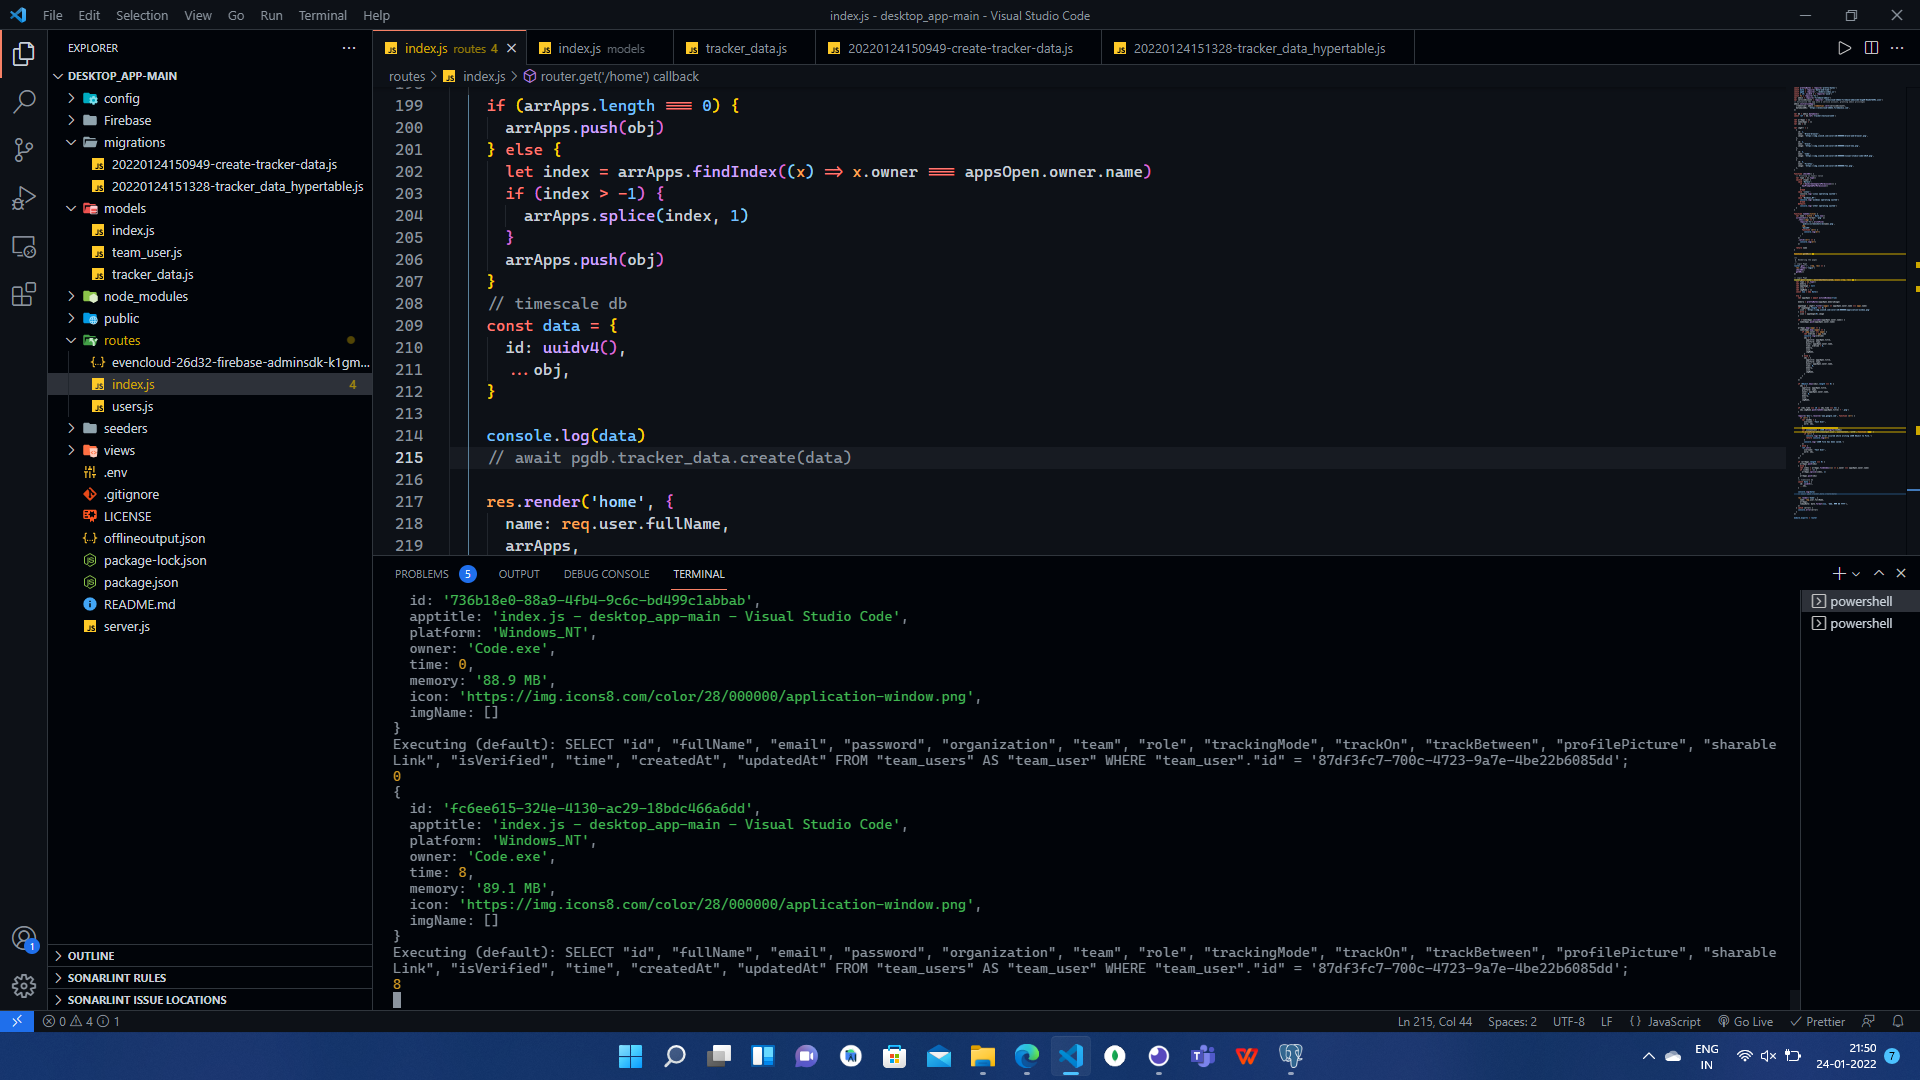 File Edit Selection View Go Run Terminal Help
index.js - desktop_app-main - Visual Studio Code
EXPLORER
DESKTOP_APP-MAIN
config
Firebase
migrations
20220124150949-create-tracker-data.js
20220124151328-tracker_data_hypertable.js
models
index.js
team_user.js
tracker_data.js
node_modules
public
routes
evencloud-26d32-firebase-adminsdk-k1gm...
index.js 4
users.js
seeders
views
.env
.gitignore
LICENSE
offlineoutput.json
package-lock.json
package.json
README.md
server.js
OUTLINE
SONARLINT RULES
SONARLINT ISSUE LOCATIONS
index.js routes 4
index.js models
tracker_data.js
20220124150949-create-tracker-data.js
20220124151328-tracker_data_hypertable.js
routes > index.js > router.get('/home') callback
199 if (arrApps.length === 0) {
200 arrApps.push(obj)
201 } else {
202 let index = arrApps.findIndex((x) => x.owner === appsOpen.owner.name)
203 if (index > -1) {
204 arrApps.splice(index, 1)
205 }
206 arrApps.push(obj)
207 }
208 // timescale db
209 const data = {
210 id: uuidv4(),
211 ...obj,
212 }
213
214 console.log(data)
215 // await pgdb.tracker_data.create(data)
216
217 res.render('home', {
218 name: req.user.fullName,
219 arrApps,
PROBLEMS 5 OUTPUT DEBUG CONSOLE TERMINAL
id: '736b18e0-88a9-4fb4-9c6c-bd499c1abbab',
apptitle: 'index.js - desktop_app-main - Visual Studio Code',
platform: 'Windows_NT',
owner: 'Code.exe',
time: 0,
memory: '88.9 MB',
icon: 'https://img.icons8.com/color/28/000000/application-window.png',
imgName: []
}
Executing (default): SELECT "id", "fullName", "email", "password", "organization", "team", "role", "trackingMode", "trackOn", "trackBetween", "profilePicture", "sharable
Link", "isVerified", "time", "createdAt", "updatedAt" FROM "team_users" AS "team_user" WHERE "team_user"."id" = '87df3fc7-700c-4723-9a7e-4be22b6085dd';
0
{
id: 'fc6ee615-324e-4130-ac29-18bdc466a6dd',
apptitle: 'index.js - desktop_app-main - Visual Studio Code',
platform: 'Windows_NT',
owner: 'Code.exe',
time: 8,
memory: '89.1 MB',
icon: 'https://img.icons8.com/color/28/000000/application-window.png',
imgName: []
}
Executing (default): SELECT "id", "fullName", "email", "password", "organization", "team", "role", "trackingMode", "trackOn", "trackBetween", "profilePicture", "sharable
Link", "isVerified", "time", "createdAt", "updatedAt" FROM "team_users" AS "team_user" WHERE "team_user"."id" = '87df3fc7-700c-4723-9a7e-4be22b6085dd';
8
powershell
powershell
1
0 4 1
Ln 215, Col 44 Spaces: 2 UTF-8 LF {} JavaScript Go Live Prettier
ENG
IN
21:50
24-01-2022
7